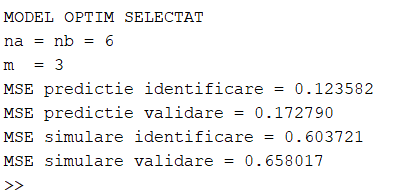 MODEL OPTIM SELECTAT
na = nb = 6
m  = 3
MSE predictie identificare = 0.123582
MSE predictie validare = 0.172790
MSE simulare identificare = 0.603721
MSE simulare validare = 0.658017
>>